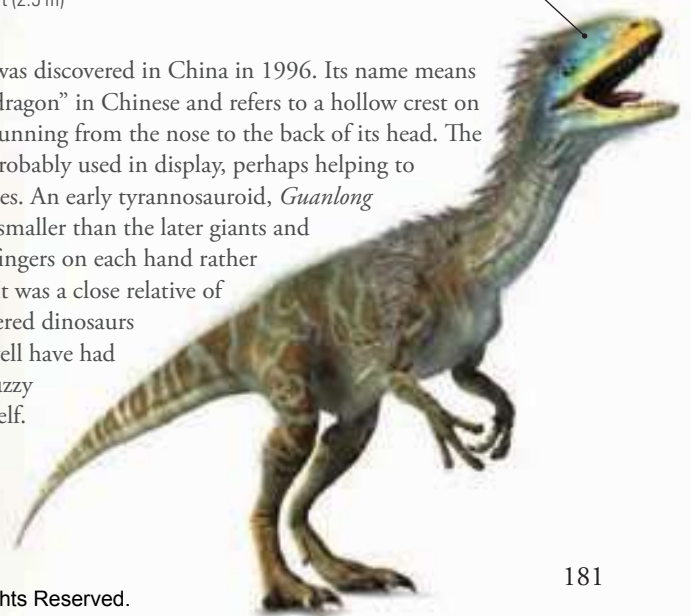 (2.5 m)
was discovered in China in 1996. Its name means
dragon” in Chinese and refers to a hollow crest on
unning from the nose to the back of its head. The
robably used in display, perhaps helping to
es. An early tyrannosauroid, Guanlong
smaller than the later giants and
ingers on each hand rather
t was a close relative of
ered dinosaurs
ell have had
uzzy
elf.
181
hts Reserved.